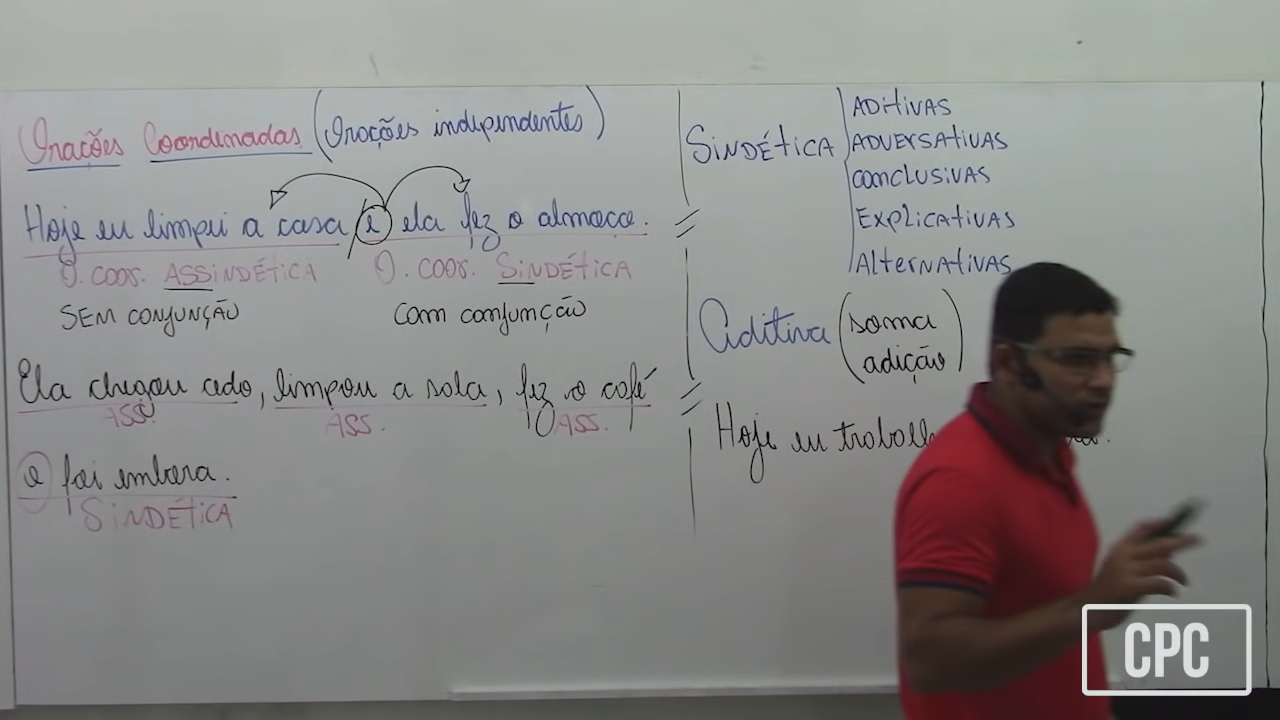 Orações Coordenadas (Orações independentes)
Hoje eu limpei a casa / e ela fez o almoço.
O. coor. ASSINDÉTICA O. coor. SINDÉTICA
SEM CONJUNÇÃO com conjunção
Ela chegou cedo, limpou a sala, fez o café
ASS. ASS. ASS.
e foi embora.
SINDÉTICA
SINDÉTICA
ADITIVAS
ADVERSATIVAS
CONCLUSIVAS
EXPLICATIVAS
ALTERNATIVAS
Aditiva (soma
adição)
Hoje eu
CPC